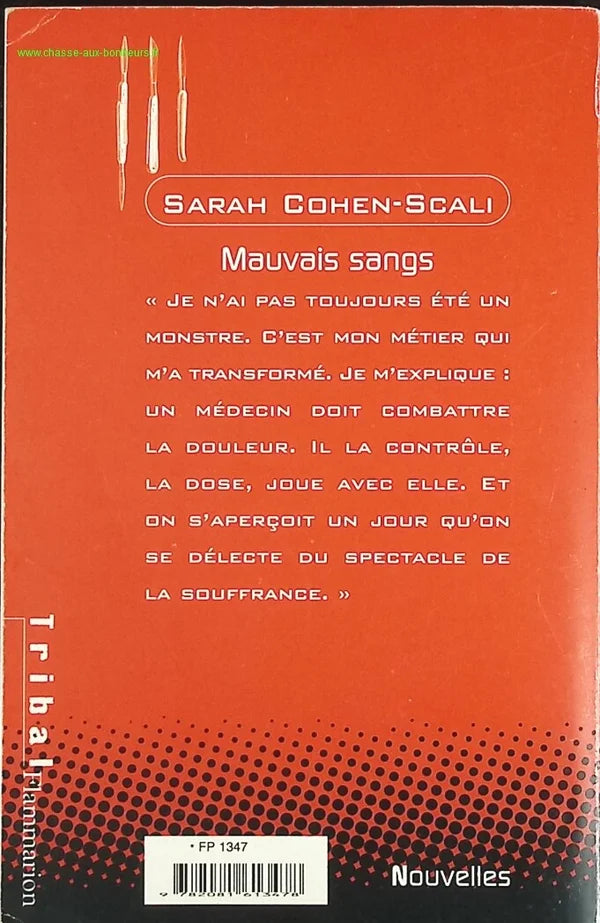 www.chasse-aux-bonheurs.fr
SARAH COHEN-SCALI
Mauvais sangs
« JE N'AI PAS TOUJOURS ÉTÉ UN
MONSTRE. C'EST MON MÉTIER QUI
M'A TRANSFORMÉ. JE M'EXPLIQUE :
UN MÉDECIN DOIT COMBATTRE
LA DOULEUR. IL LA CONTRÔLE,
LA DOSE, JOUE AVEC ELLE. ET
ON S'APERÇOIT UN JOUR QU'ON
SE DÉLECTE DU SPECTACLE DE
LA SOUFFRANCE. »
Tribal
Flammarion
* FP 1347
9 782081 613478
Nouvelles